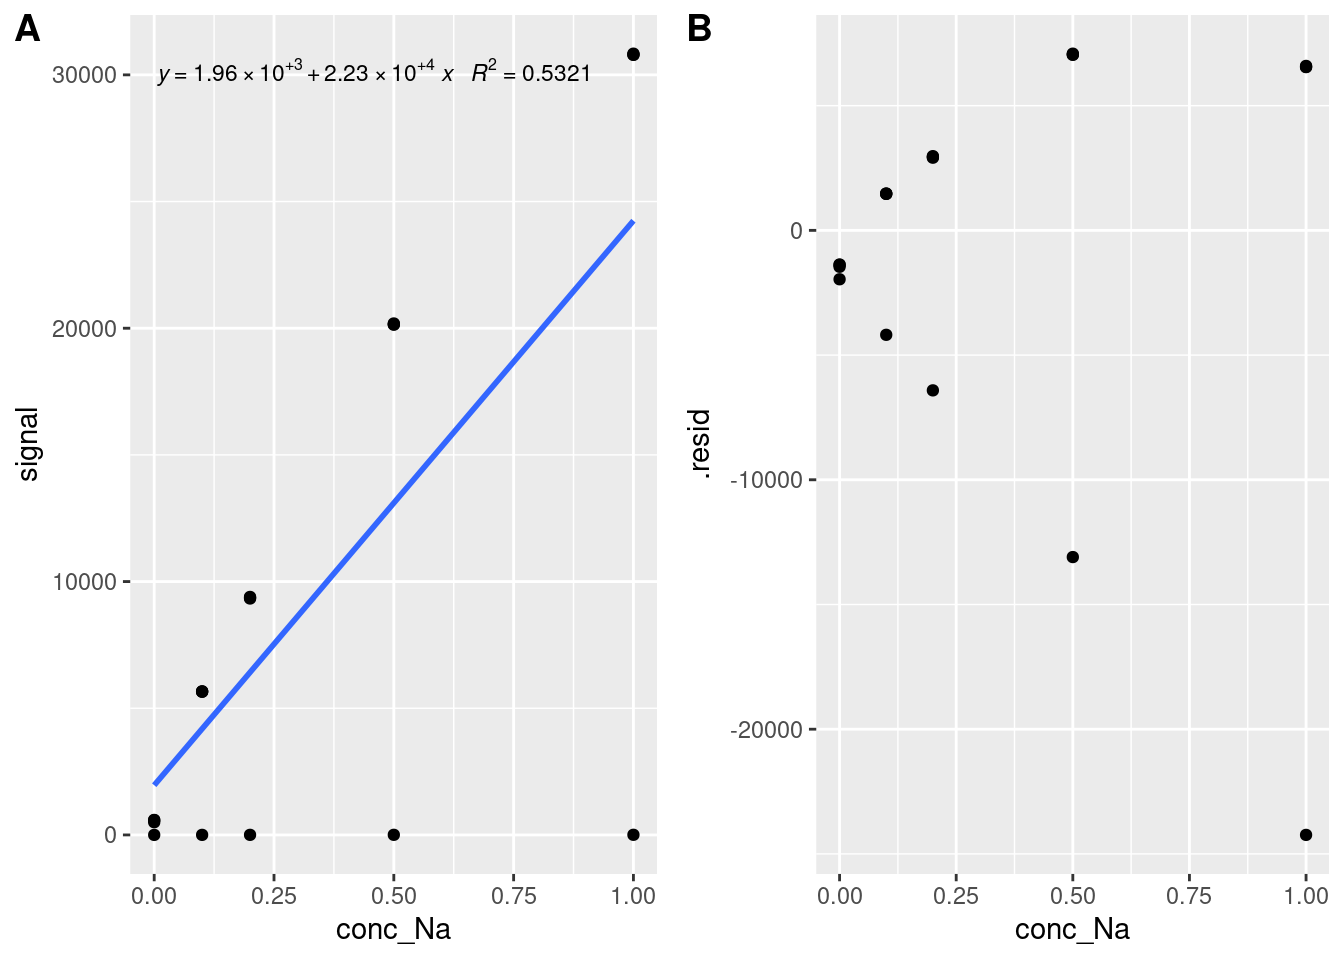 A
y = 1.96 × 10⁺³ + 2.23 × 10⁺⁴ x   R² = 0.5321
30000
20000
10000
0
signal
0.00 0.25 0.50 0.75 1.00
conc_Na
B
0
-10000
-20000
.resid
0.00 0.25 0.50 0.75 1.00
conc_Na